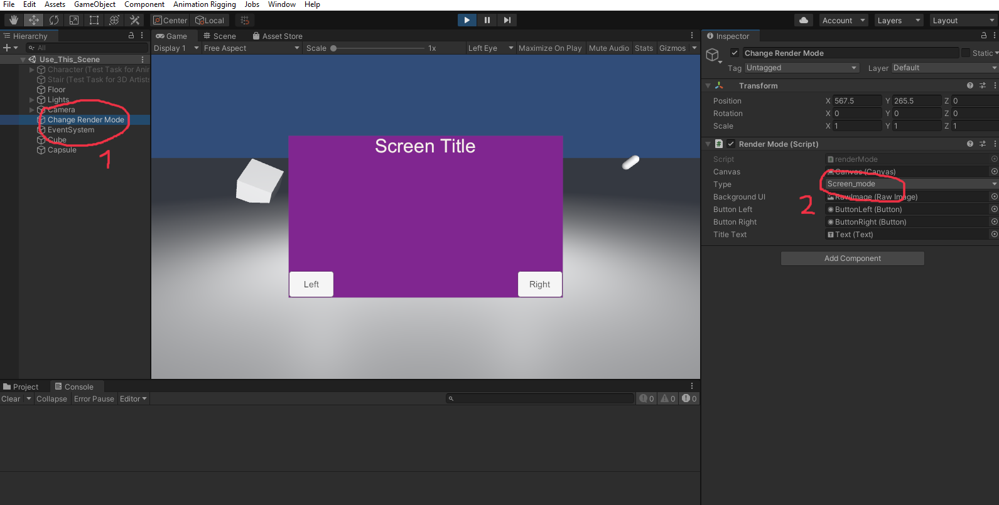 File Edit Assets GameObject Component Animation Rigging Jobs Window Help
Center Local Account Layers Layout
Hierarchy
All
Use_This_Scene
Character (Test Task for Anir
Stair (Test Task for 3D Artists
Floor
Lights
Camera
Change Render Mode
EventSystem
Cube
Capsule
1
Game Scene Asset Store
Display 1 Free Aspect Scale 1x Left Eye Maximize On Play Mute Audio Stats Gizmos
Screen Title
Left Right
Inspector
Change Render Mode Static
Tag Untagged Layer Default
Transform
Position X 567.5 Y 265.5 Z 0
Rotation X 0 Y 0 Z 0
Scale X 1 Y 1 Z 1
# Render Mode (Script)
Script renderMode
Canvas Canvas (Canvas)
Type Screen_mode
Background UI RawImage (Raw Image)
Button Left ButtonLeft (Button)
Button Right ButtonRight (Button)
Title Text Text (Text)
2
Add Component
Project Console
Clear Collapse Error Pause Editor 0 0 0